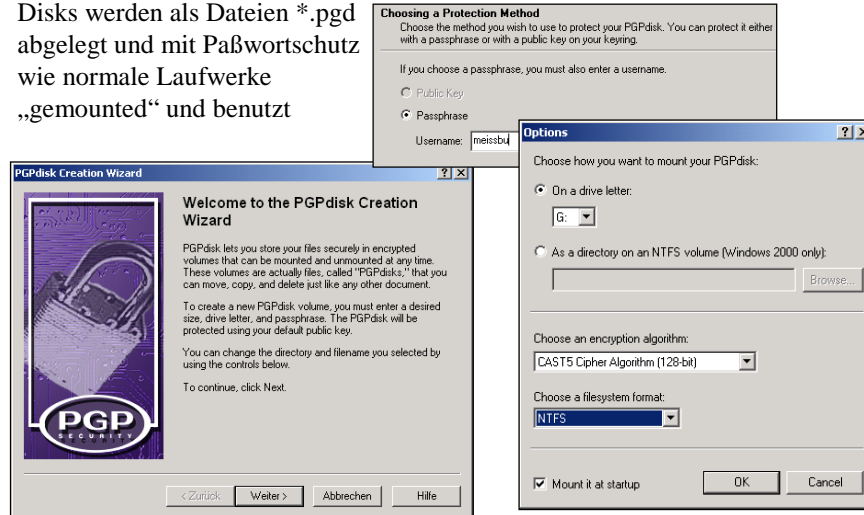 Disks werden als Dateien *.pgd
abgelegt und mit Paßwortschutz
wie normale Laufwerke
„gemounted“ und benutzt
Choosing a Protection Method
Choose the method you wish to use to protect your PGPdisk. You can protect it either
with a passphrase or with a public key on your keyring.
If you choose a passphrase, you must also enter a username.
Public Key
Passphrase
Username: meissbu
PGPdisk Creation Wizard
Welcome to the PGPdisk Creation
Wizard
PGPdisk lets you store your files securely in encrypted
volumes that can be mounted and unmounted at any time.
These volumes are actually files, called "PGPdisks," that you
can move, copy, and delete just like any other document.
To create a new PGPdisk volume, you must enter a desired
size, drive letter, and passphrase. The PGPdisk will be
protected using your default public key.
You can change the directory and filename you selected by
using the controls below.
To continue, click Next.
PGP
SECURITY
< Zurück Weiter > Abbrechen Hilfe
Options
Choose how you want to mount your PGPdisk:
On a drive letter:
G:
As a directory on an NTFS volume (Windows 2000 only):
Browse...
Choose an encryption algorithm:
CAST5 Cipher Algorithm (128-bit)
Choose a filesystem format:
NTFS
Mount it at startup OK Cancel